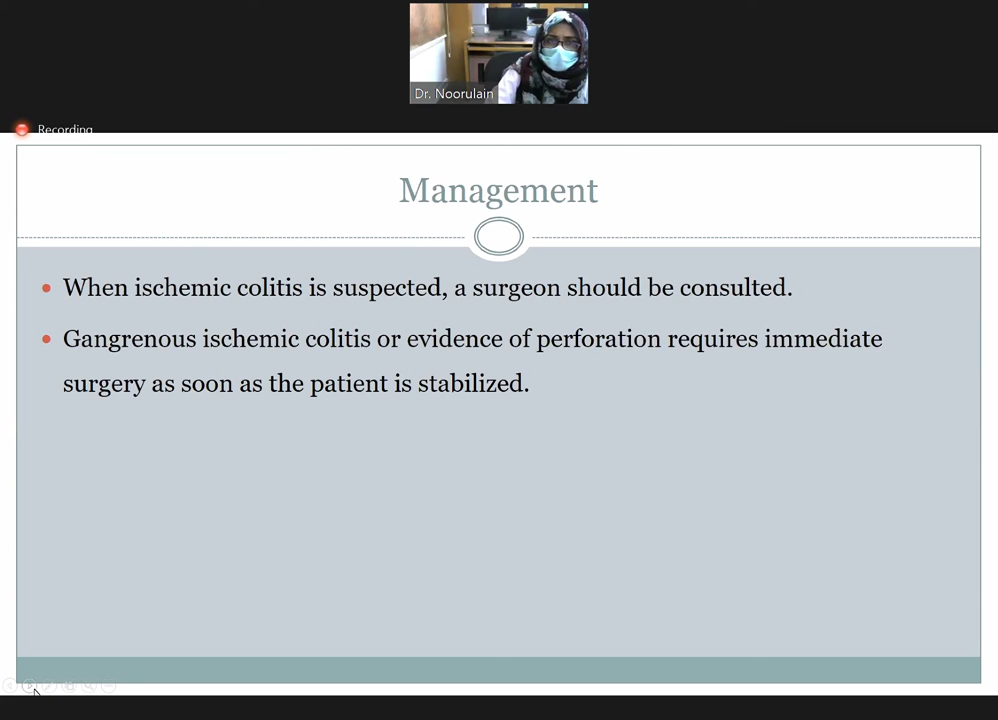 Dr. Noorulain
Recording
Management
• When ischemic colitis is suspected, a surgeon should be consulted.
• Gangrenous ischemic colitis or evidence of perforation requires immediate
surgery as soon as the patient is stabilized.